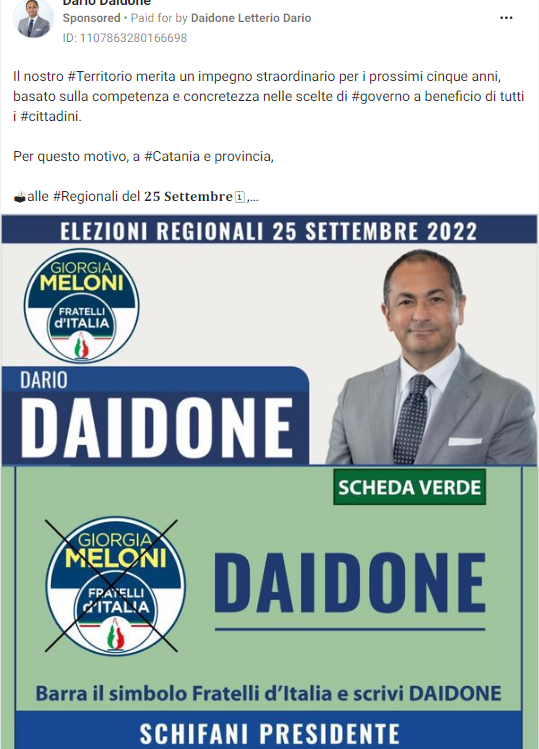 Dario Daidone
Sponsored • Paid for by Daidone Letterio Dario
ID: 1107863280166698
Il nostro #Territorio merita un impegno straordinario per i prossimi cinque anni,
basato sulla competenza e concretezza nelle scelte di #governo a beneficio di tutti
i #cittadini.
Per questo motivo, a #Catania e provincia,
🗳alle #Regionali del 𝟐𝟓 𝐒𝐞𝐭𝐭𝐞𝐦𝐛𝐫𝐞,...
ELEZIONI REGIONALI 25 SETTEMBRE 2022
GIORGIA
MELONI
FRATELLI
d'ITALIA
DARIO
DAIDONE
SCHEDA VERDE
GIORGIA
MELONI
FRATELLI
d'ITALIA
DAIDONE
Barra il simbolo Fratelli d'Italia e scrivi DAIDONE
SCHIFANI PRESIDENTE